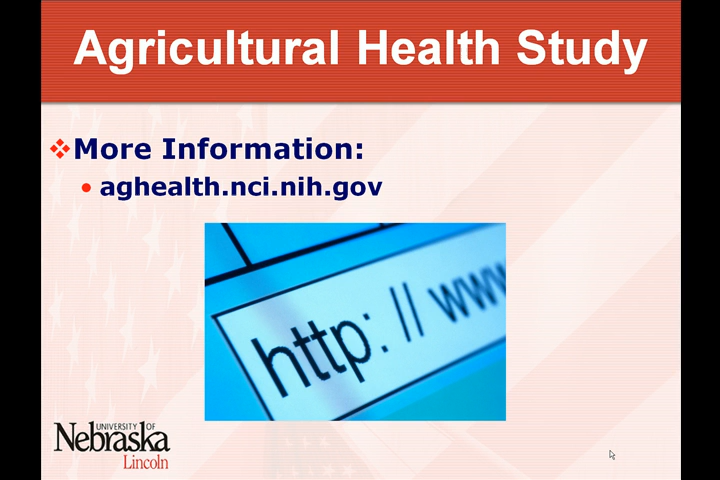 Agricultural Health Study
More Information:
aghealth.nci.nih.gov
http: // www
UNIVERSITY OF
Nebraska
Lincoln